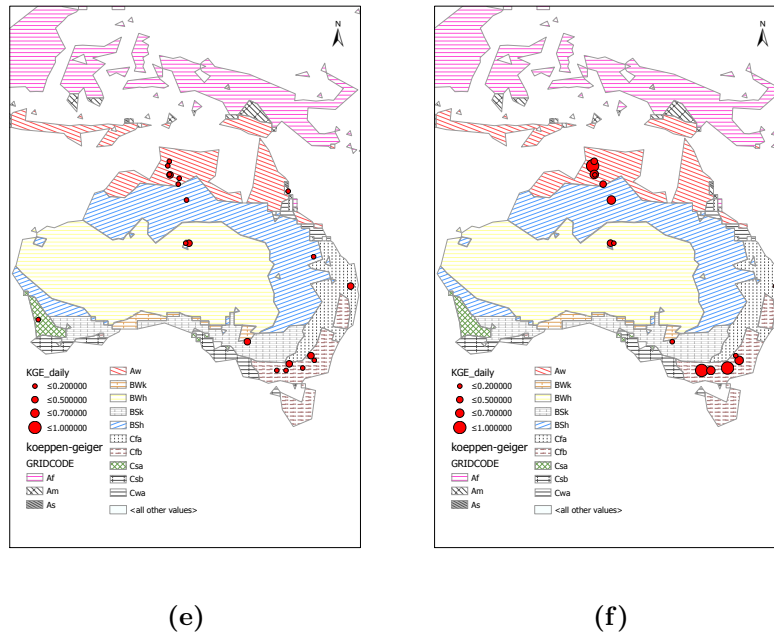 N
KGE_daily
≤0.200000
≤0.500000
≤0.700000
≤1.000000
koeppen-geiger
GRIDCODE
Af
Am
As
Aw
BWk
BWh
BSk
BSh
Cfa
Cfb
Csa
Csb
Cwa
<all other values>
(e)
N
KGE_daily
≤0.200000
≤0.500000
≤0.700000
≤1.000000
koeppen-geiger
GRIDCODE
Af
Am
As
Aw
BWk
BWh
BSk
BSh
Cfa
Cfb
Csa
Csb
Cwa
<all other values>
(f)